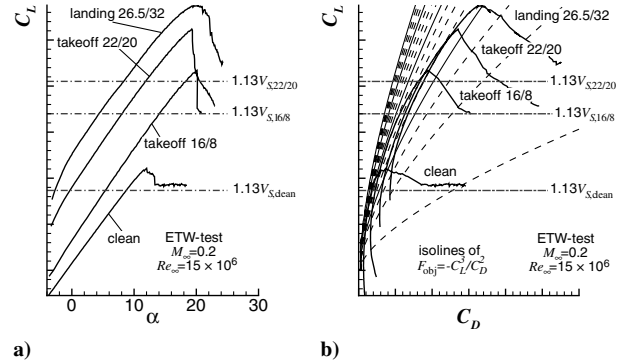 C_L
landing 26.5/32
takeoff 22/20
1.13V_S,22/20
1.13V_S,16/8
takeoff 16/8
1.13V_S,clean
clean
ETW-test
M_∞=0.2
Re_∞=15 × 10^6
0 10 20 30
α
a)
C_L
landing 26.5/32
takeoff 22/20
1.13V_S,22/20
takeoff 16/8
1.13V_S,16/8
clean
1.13V_S,clean
isolines of
F_obj=-C_L^3/C_D^2
ETW-test
M_∞=0.2
Re_∞=15 × 10^6
C_D
b)